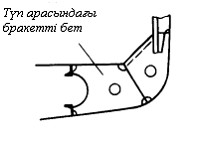 Түп арасындағы
бракетті бет